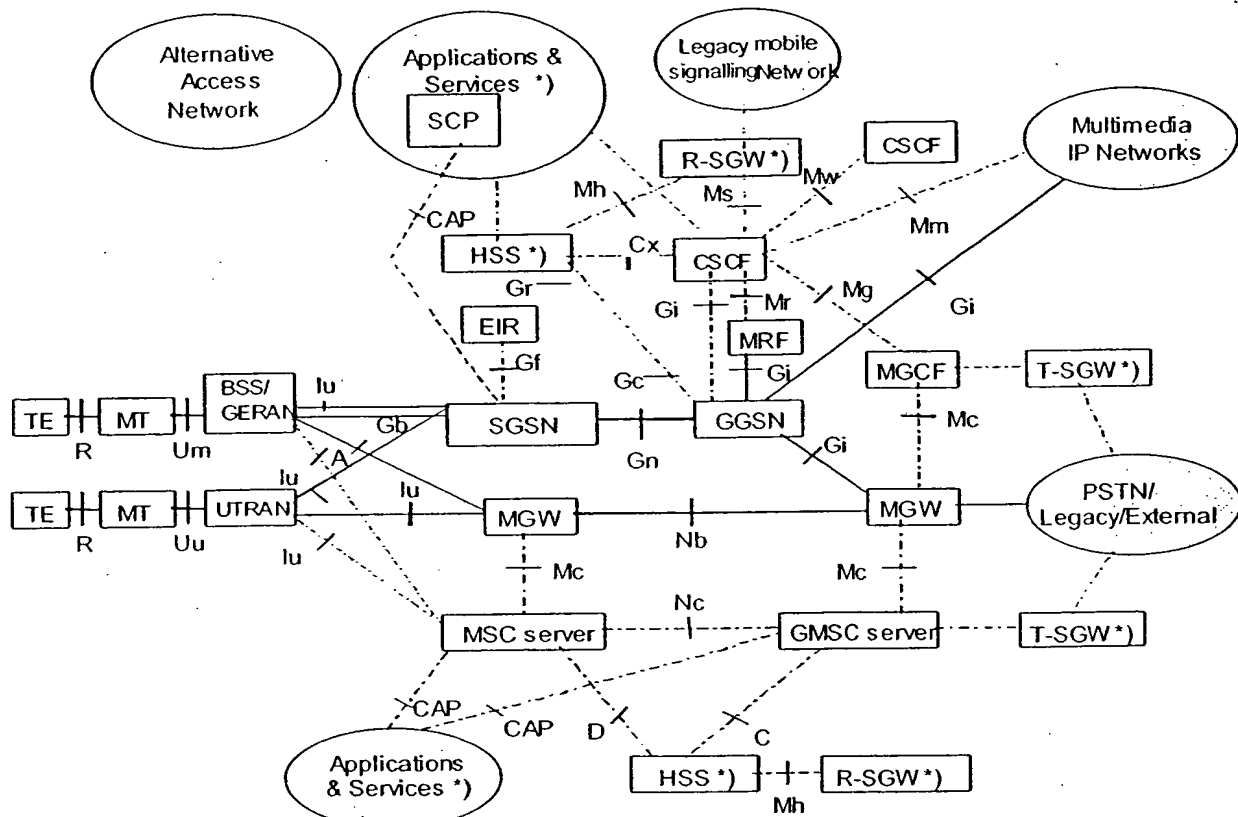 Alternative
Access
Network
Applications &
Services *)
SCP
Legacy mobile
signallingNetwork
Multimedia
IP Networks
CSCF
R-SGW *)
Mh
Ms
Mw
Mm
CAP
HSS *)
Cx
CSCF
Gr
Gi
Mr
Mg
Gi
EIR
MRF
Gf
Gc
Gi
MGCF
T-SGW *)
BSS/
GERAN
Iu
TE
MT
SGSN
GGSN
R
Um
Gb
A
Gn
Gi
Mc
Iu
Iu
TE
MT
UTRAN
MGW
MGW
PSTN/
Legacy/External
R
Uu
Iu
Nb
Mc
Mc
Nc
MSC server
GMSC server
T-SGW *)
CAP
CAP
D
C
Applications
& Services *)
HSS *)
R-SGW *)
Mh